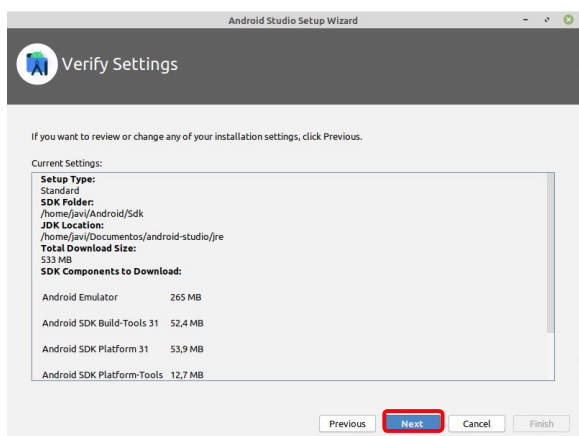 Android Studio Setup Wizard
Verify Settings
If you want to review or change any of your installation settings, click Previous.
Current Settings:
Setup Type:
Standard
SDK Folder:
/home/javi/Android/Sdk
JDK Location:
/home/javi/Documentos/android-studio/jre
Total Download Size:
533 MB
SDK Components to Download:
Android Emulator 265 MB
Android SDK Build-Tools 31 52,4 MB
Android SDK Platform 31 53,9 MB
Android SDK Platform-Tools 12,7 MB
Previous Next Cancel Finish